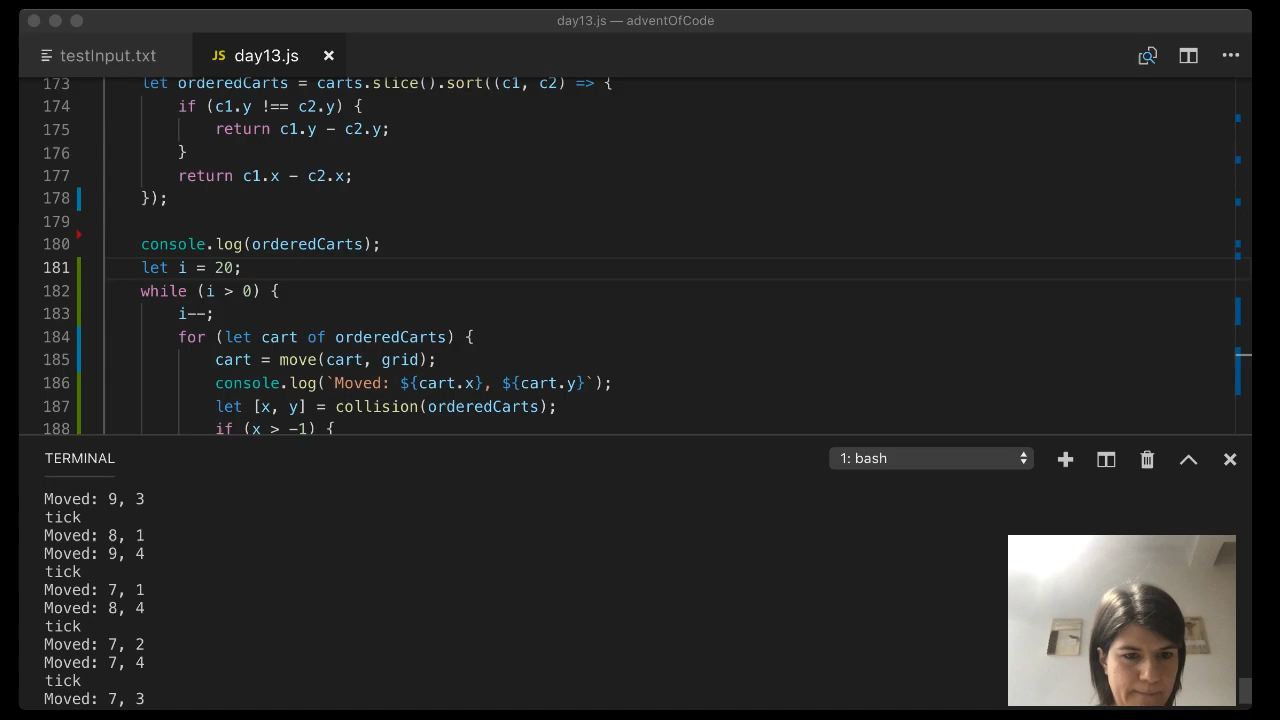 day13.js — adventOfCode
testInput.txt
JS day13.js
173 let orderedCarts = carts.slice().sort((c1, c2) => {
174 if (c1.y !== c2.y) {
175 return c1.y - c2.y;
176 }
177 return c1.x - c2.x;
178 });
179
180 console.log(orderedCarts);
181 let i = 20;
182 while (i > 0) {
183 i--;
184 for (let cart of orderedCarts) {
185 cart = move(cart, grid);
186 console.log(`Moved: ${cart.x}, ${cart.y}`);
187 let [x, y] = collision(orderedCarts);
188 if (x > -1) {
TERMINAL
1: bash
Moved: 9, 3
tick
Moved: 8, 1
Moved: 9, 4
tick
Moved: 7, 1
Moved: 8, 4
tick
Moved: 7, 2
Moved: 7, 4
tick
Moved: 7, 3